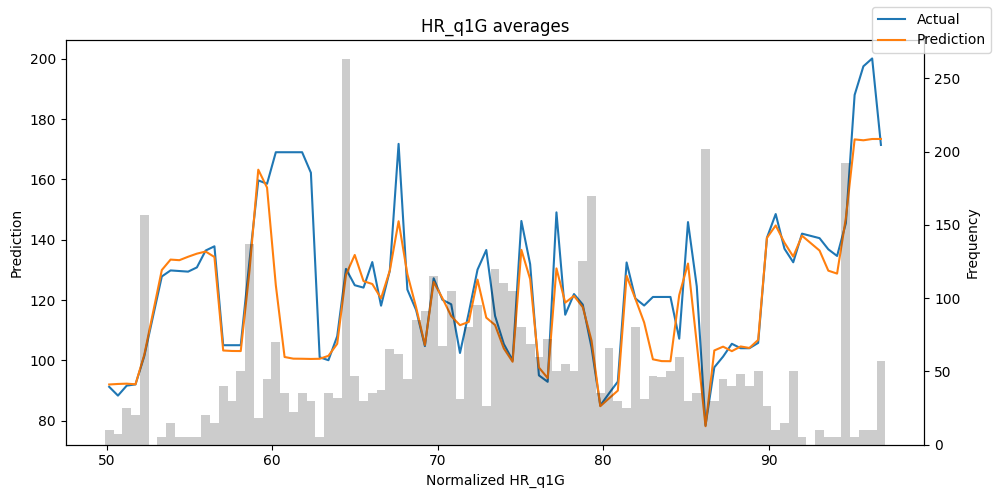 HR_q1G averages
Actual
Prediction
200
180
160
140
120
100
80
Prediction
250
200
150
100
50
0
Frequency
50 60 70 80 90
Normalized HR_q1G